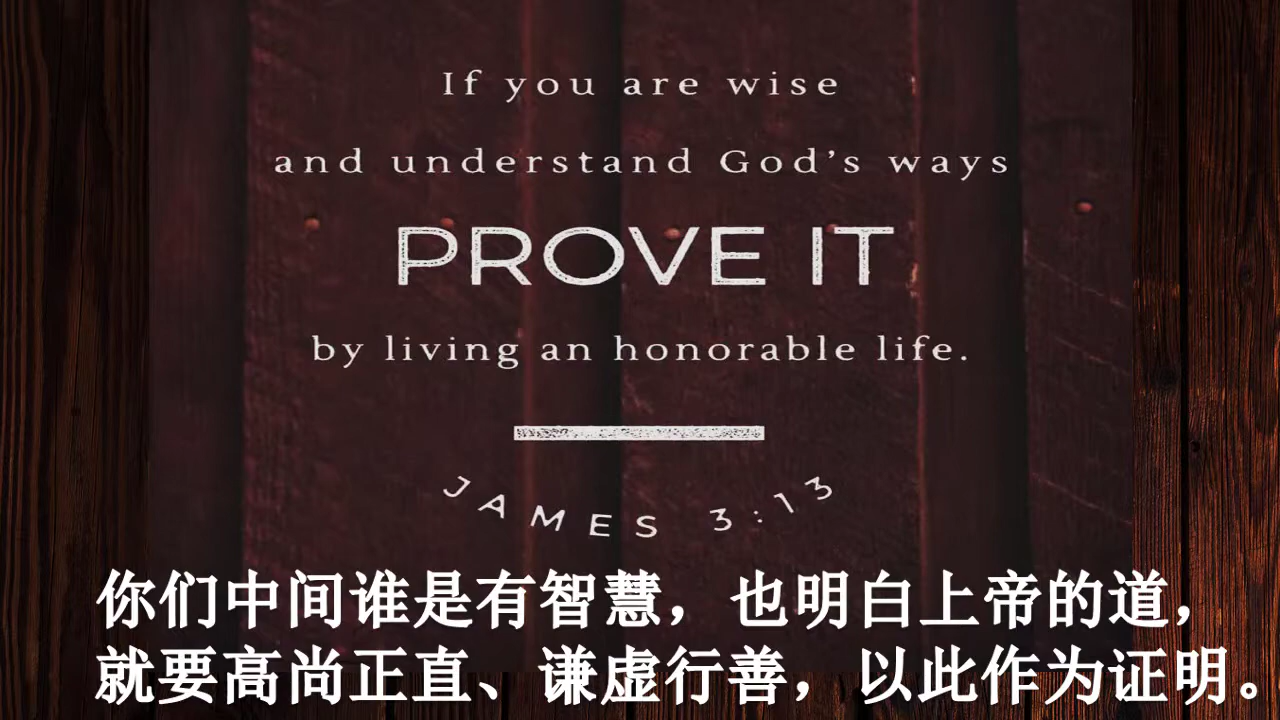 If you are wise
and understand God’s ways
PROVE IT
by living an honorable life.
JAMES 3:13
你们中间谁是有智慧，也明白上帝的道，
就要高尚正直、谦虚行善，以此作为证明。